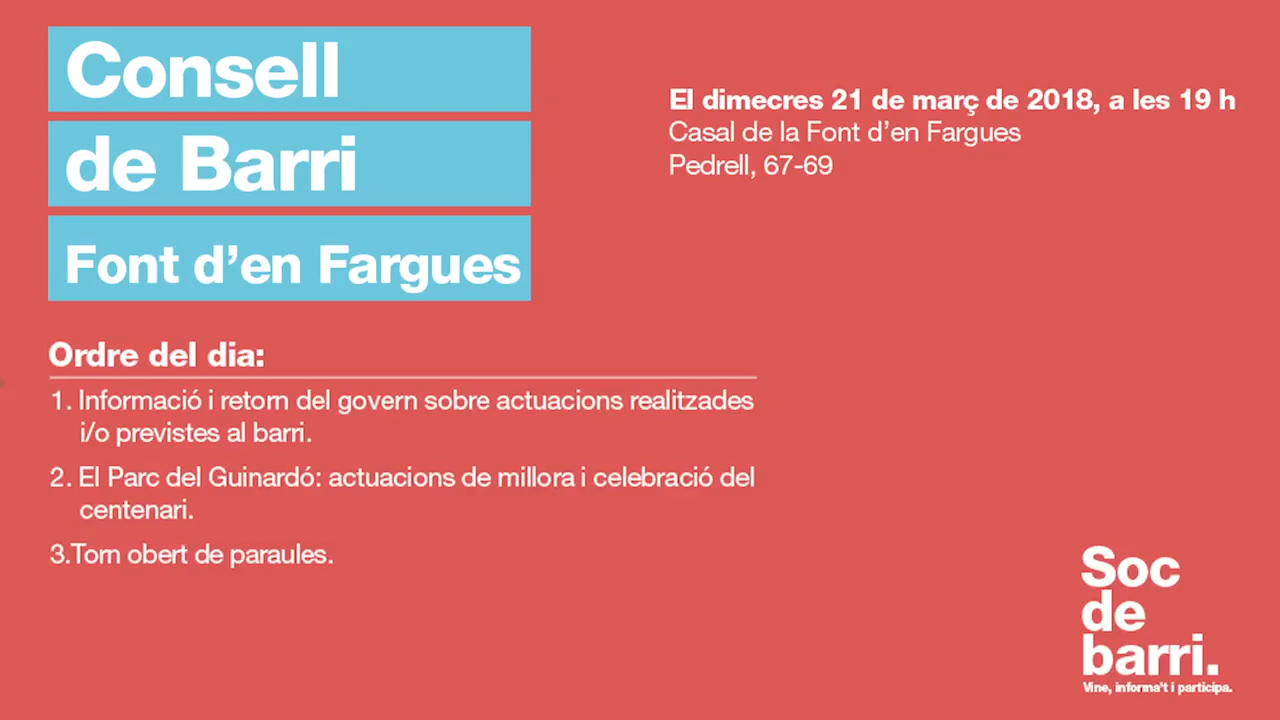 Consell
de Barri
Font d’en Fargues
El dimecres 21 de març de 2018, a les 19 h
Casal de la Font d’en Fargues
Pedrell, 67-69
Ordre del dia:
1. Informació i retorn del govern sobre actuacions realitzades
i/o previstes al barri.
2. El Parc del Guinardó: actuacions de millora i celebració del
centenari.
3.Torn obert de paraules.
Soc
de
barri.
Vine, informa’t i participa.